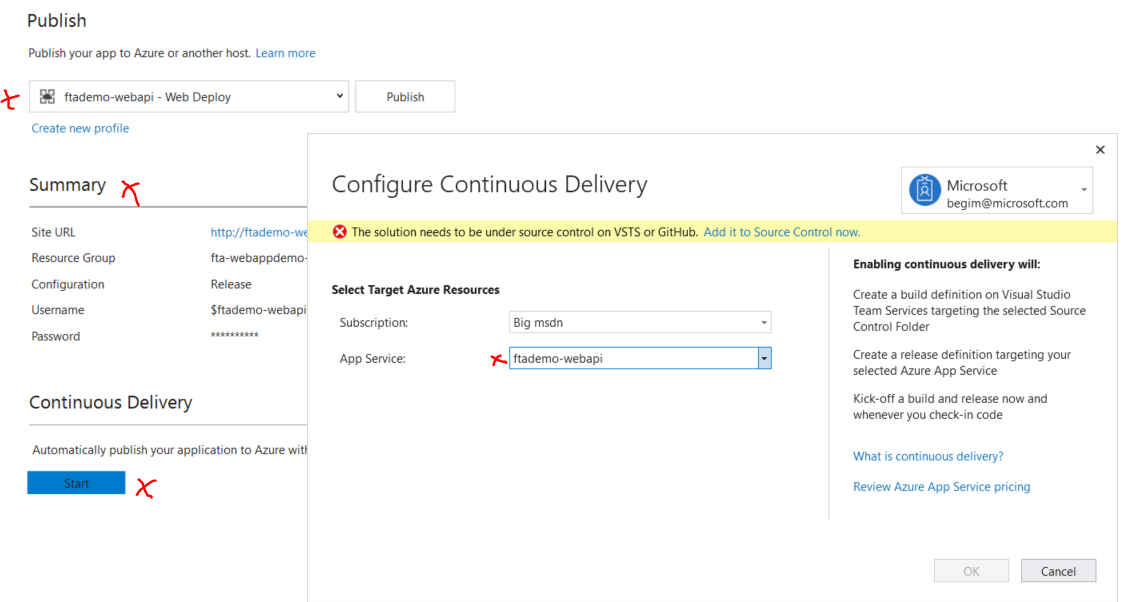 Publish
Publish your app to Azure or another host. Learn more
ftademo-webapi - Web Deploy
Publish
Create new profile
Summary
Site URL http://ftademo-we
Resource Group fta-webappdemo-
Configuration Release
Username $ftademo-webapi
Password **********
Continuous Delivery
Automatically publish your application to Azure with
Start
Configure Continuous Delivery
Microsoft
begim@microsoft.com
The solution needs to be under source control on VSTS or GitHub. Add it to Source Control now.
Select Target Azure Resources
Subscription: Big msdn
App Service: ftademo-webapi
Enabling continuous delivery will:
Create a build definition on Visual Studio
Team Services targeting the selected Source
Control Folder
Create a release definition targeting your
selected Azure App Service
Kick-off a build and release now and
whenever you check-in code
What is continuous delivery?
Review Azure App Service pricing
OK
Cancel